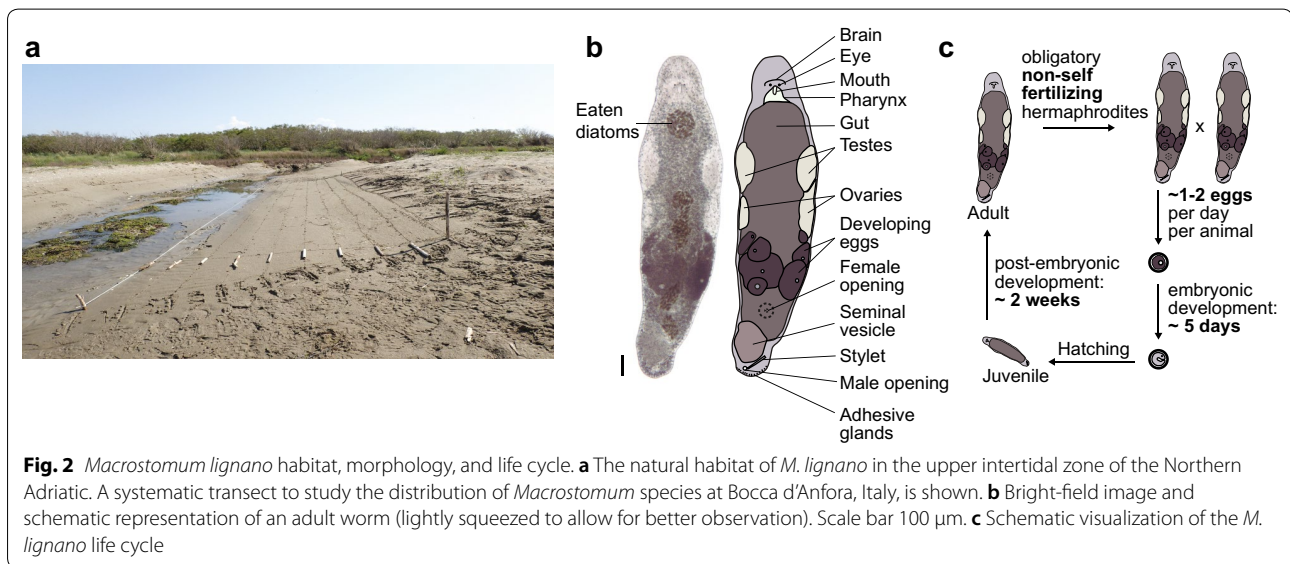 a
b
Brain
Eye
Mouth
Pharynx
Eaten
diatoms
Gut
Testes
Ovaries
Developing
eggs
Female
opening
Seminal
vesicle
Stylet
Male opening
Adhesive
glands
c
obligatory
non-self
fertilizing
hermaphrodites
x
Adult
~1-2 eggs
per day
per animal
post-embryonic
development:
~ 2 weeks
embryonic
development:
~ 5 days
Hatching
Juvenile
Fig. 2 Macrostomum lignano habitat, morphology, and life cycle. a The natural habitat of M. lignano in the upper intertidal zone of the Northern
Adriatic. A systematic transect to study the distribution of Macrostomum species at Bocca d’Anfora, Italy, is shown. b Bright-field image and
schematic representation of an adult worm (lightly squeezed to allow for better observation). Scale bar 100 μm. c Schematic visualization of the M.
lignano life cycle